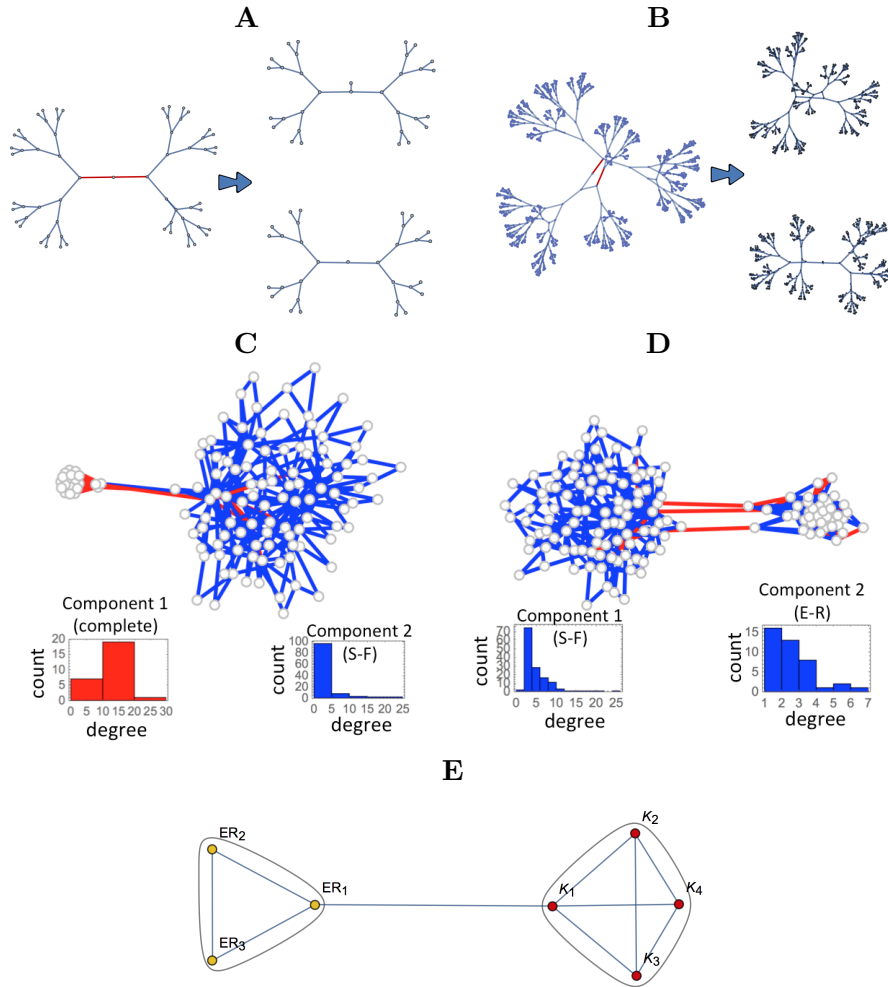 A
B
C
D
Component 1
(complete)
20
15
10
5
0
count
0 5 10 15 20 25 30
degree
Component 2
(S-F)
100
80
60
40
20
0
count
0 5 10 15 20 25
degree
Component 1
(S-F)
70
60
50
40
30
20
10
0
count
0 5 10 15 20 25
degree
Component 2
(E-R)
15
10
5
0
count
1 2 3 4 5 6 7
degree
E
ER2
ER1
ER3
K2
K1
K4
K3